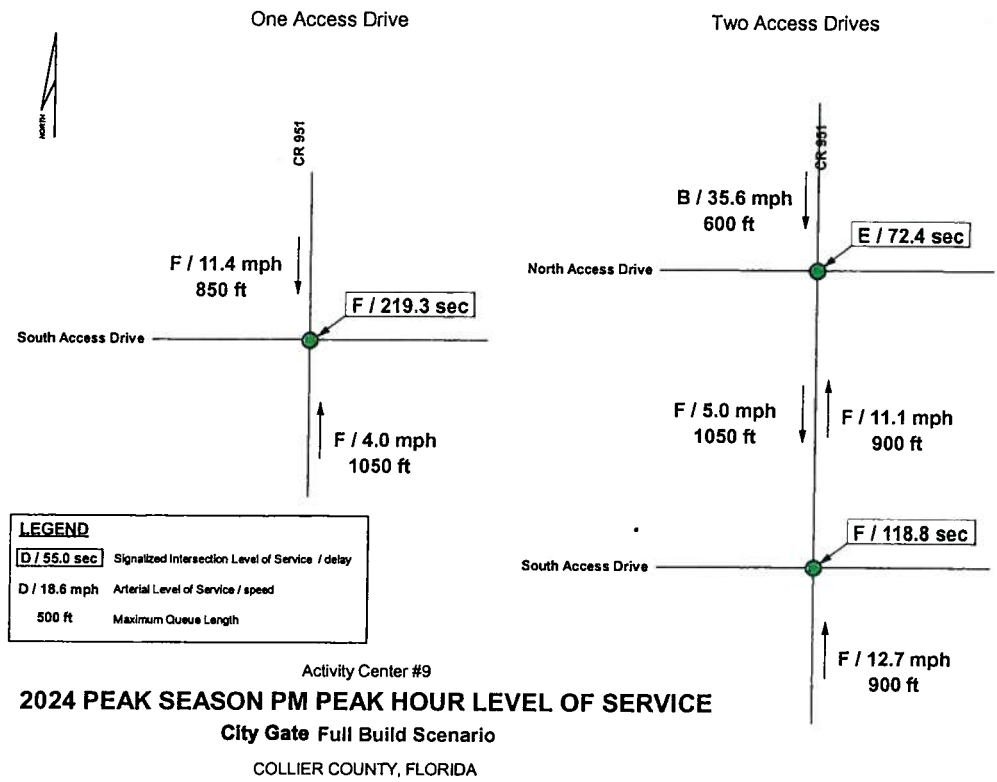 One Access Drive
NORTH
CR 951
F / 11.4 mph
850 ft
F / 219.3 sec
South Access Drive
F / 4.0 mph
1050 ft
Two Access Drives
CR 951
B / 35.6 mph
600 ft
E / 72.4 sec
North Access Drive
F / 5.0 mph
1050 ft
F / 11.1 mph
900 ft
F / 118.8 sec
South Access Drive
F / 12.7 mph
900 ft
LEGEND
D / 55.0 sec Signalized Intersection Level of Service / delay
D / 18.6 mph Arterial Level of Service / speed
500 ft Maximum Queue Length
Activity Center #9
2024 PEAK SEASON PM PEAK HOUR LEVEL OF SERVICE
City Gate Full Build Scenario
COLLIER COUNTY, FLORIDA